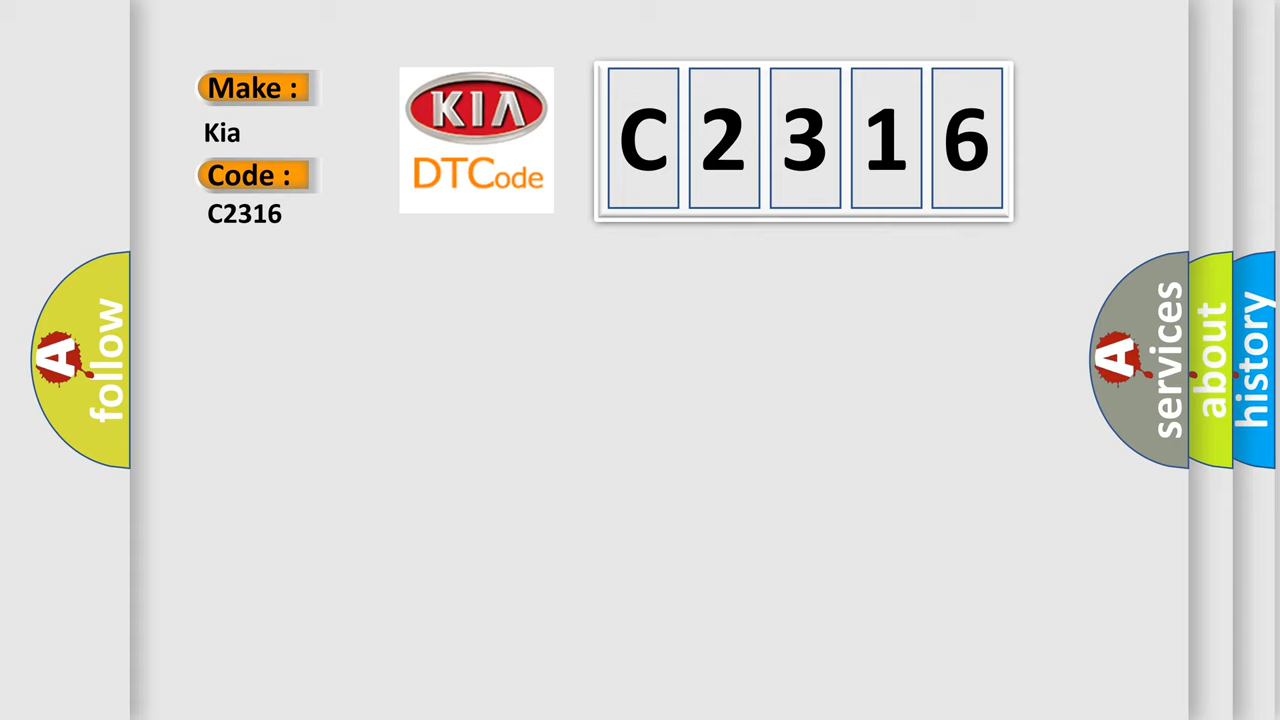 Make :
Kia
Code :
C2316
KIA
DTCode
C 2 3 1 6
A follow
A services
about
history